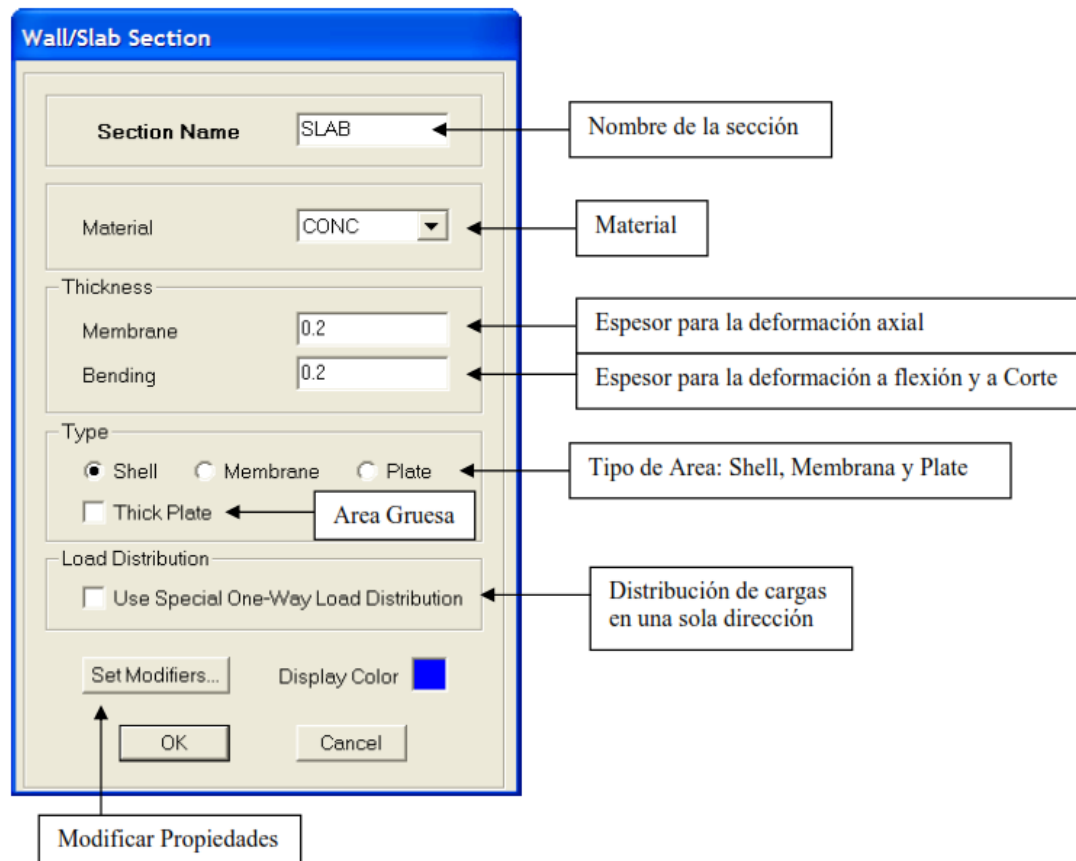 Wall/Slab Section
Section Name
SLAB
Nombre de la sección
Material
CONC
Material
Thickness
Membrane
0.2
Espesor para la deformación axial
Bending
0.2
Espesor para la deformación a flexión y a Corte
Type
Shell
Membrane
Plate
Tipo de Area: Shell, Membrana y Plate
Thick Plate
Area Gruesa
Load Distribution
Use Special One-Way Load Distribution
Distribución de cargas
en una sola dirección
Set Modifiers...
Display Color
OK
Cancel
Modificar Propiedades